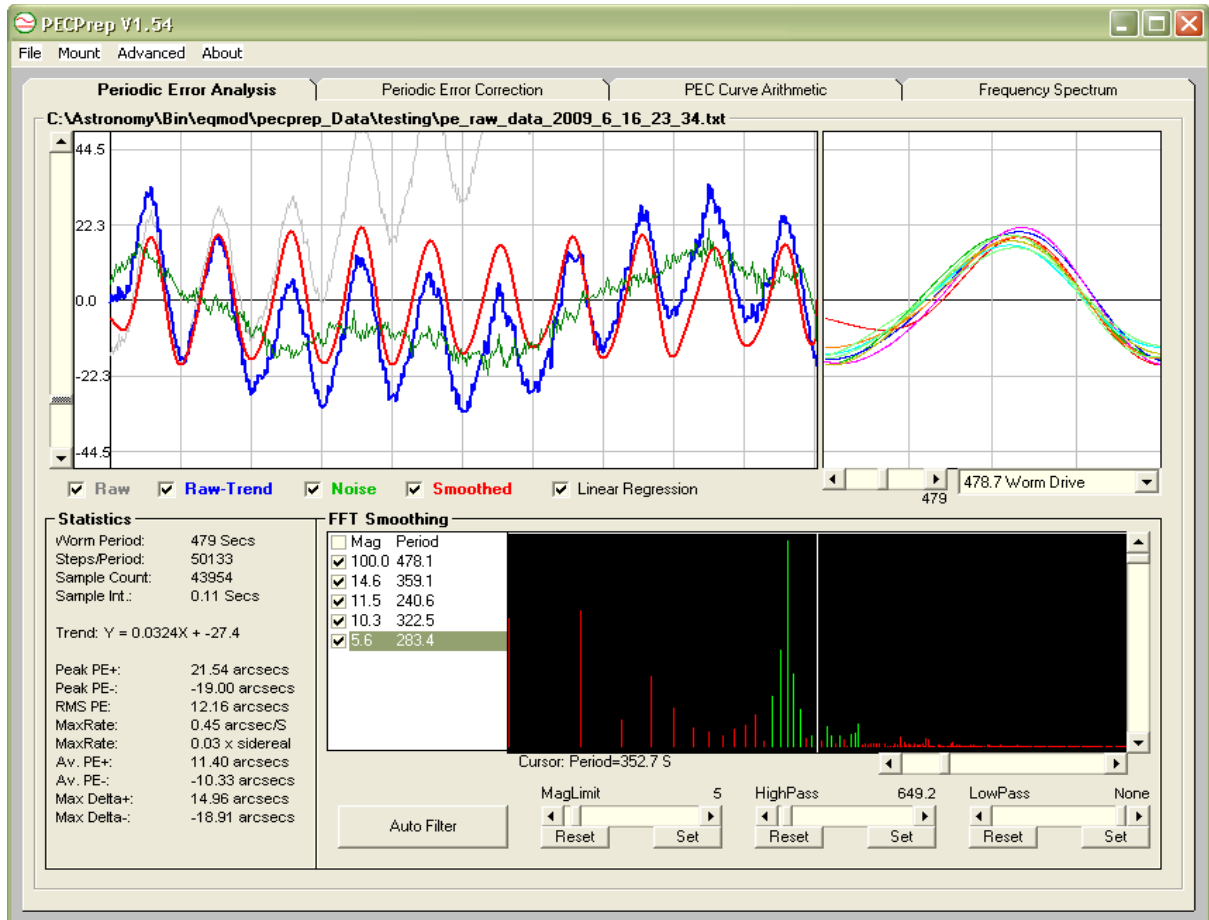 PECPrep V1.54
File Mount Advanced About
Periodic Error Analysis Periodic Error Correction PEC Curve Arithmetic Frequency Spectrum
C:\Astronomy\Bin\eqmod\pecprep_Data\testing\pe_raw_data_2009_6_16_23_34.txt
44.5
22.3
0.0
-22.3
-44.5
Raw Raw-Trend Noise Smoothed Linear Regression
479
478.7 Worm Drive
Statistics
Worm Period: 479 Secs
Steps/Period: 50133
Sample Count: 43954
Sample Int.: 0.11 Secs
Trend: Y = 0.0324X + -27.4
Peak PE+: 21.54 arcsecs
Peak PE-: -19.00 arcsecs
RMS PE: 12.16 arcsecs
MaxRate: 0.45 arcsec/S
MaxRate: 0.03 x sidereal
Av. PE+: 11.40 arcsecs
Av. PE-: -10.33 arcsecs
Max Delta+: 14.96 arcsecs
Max Delta-: -18.91 arcsecs
FFT Smoothing
Mag Period
100.0 478.1
14.6 359.1
11.5 240.6
10.3 322.5
5.6 283.4
Cursor: Period=352.7 S
Auto Filter
MagLimit 5
Reset Set
HighPass 649.2
Reset Set
LowPass None
Reset Set